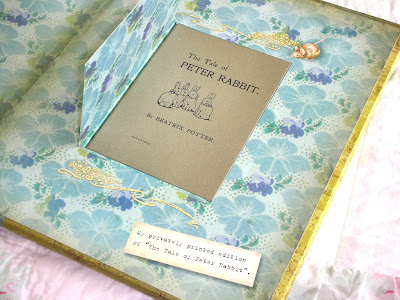 The Tale of
PETER RABBIT.
By BEATRIX POTTER.
My privately printed edition
of "The Tale of Peter Rabbit".